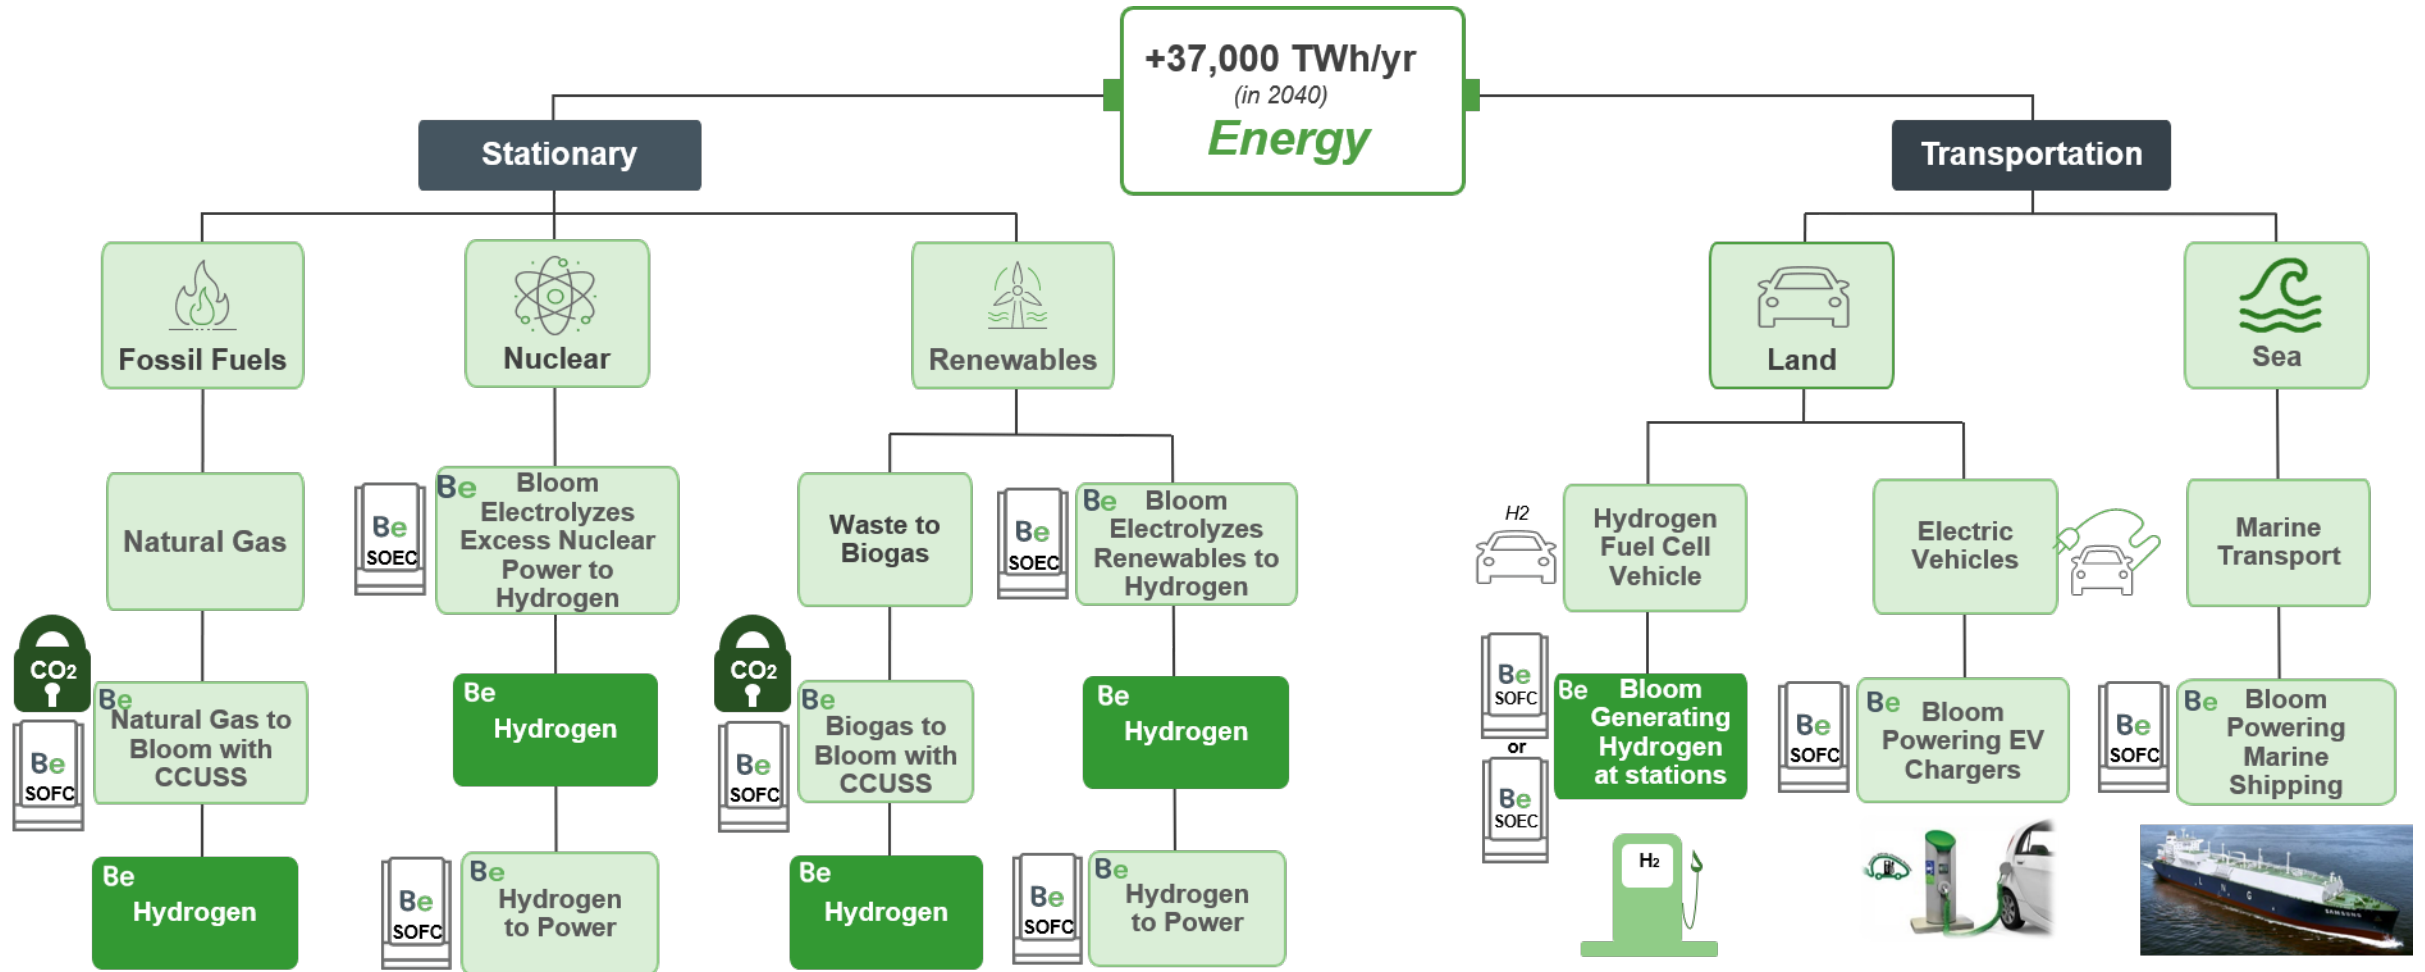 +37,000 TWh/yr
(in 2040)
Energy
Stationary
Transportation
Fossil Fuels
Nuclear
Renewables
Land
Sea
Natural Gas
Be
SOEC
Be
Bloom
Electrolyzes
Excess Nuclear
Power to
Hydrogen
Waste to
Biogas
Be
SOEC
Be
Bloom
Electrolyzes
Renewables to
Hydrogen
H2
Hydrogen
Fuel Cell
Vehicle
Electric
Vehicles
Marine
Transport
CO2
Be
SOFC
Be
Natural Gas to
Bloom with
CCUSS
Be
Hydrogen
CO2
Be
SOFC
Be
Biogas to
Bloom with
CCUSS
Be
Hydrogen
Be
SOFC
or
Be
SOEC
Be
Bloom
Generating
Hydrogen
at stations
Be
SOFC
Be
Bloom
Powering EV
Chargers
Be
SOFC
Be
Bloom
Powering
Marine
Shipping
Be
Hydrogen
Be
SOFC
Be
Hydrogen
to Power
Be
Hydrogen
Be
SOFC
Be
Hydrogen
to Power
H2
L N G
SAMSUNG